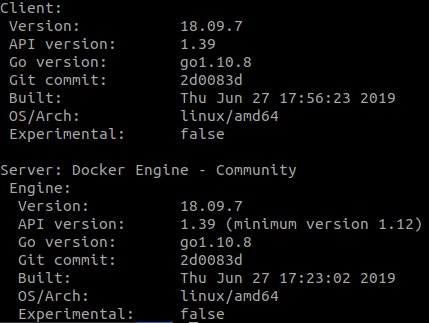 Client:
Version: 18.09.7
API version: 1.39
Go version: go1.10.8
Git commit: 2d0083d
Built: Thu Jun 27 17:56:23 2019
OS/Arch: linux/amd64
Experimental: false
Server: Docker Engine - Community
Engine:
Version: 18.09.7
API version: 1.39 (minimum version 1.12)
Go version: go1.10.8
Git commit: 2d0083d
Built: Thu Jun 27 17:23:02 2019
OS/Arch: linux/amd64
Experimental: false